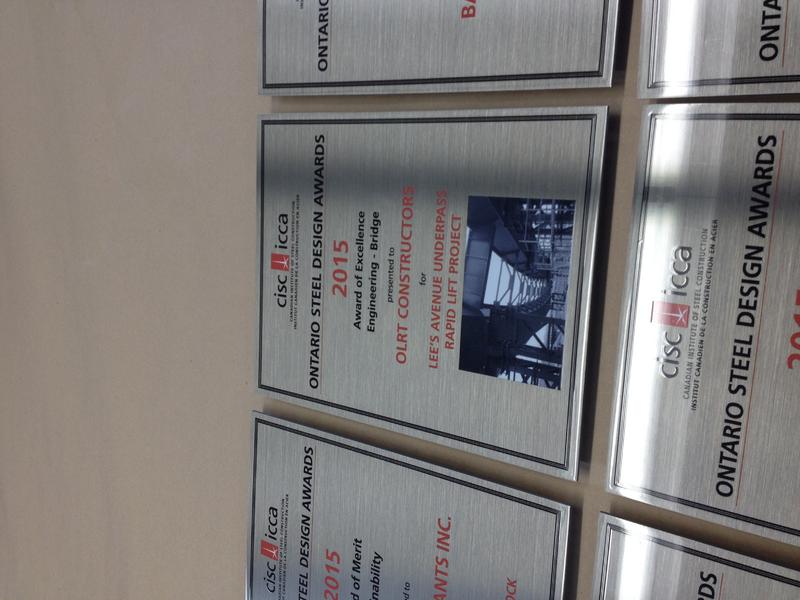 cisc icca
CANADIAN INSTITUTE OF STEEL CONSTRUCTION
INSTITUT CANADIEN DE LA CONSTRUCTION EN ACIER
ONTARIO STEEL DESIGN AWARDS
2015
Award of Excellence
Engineering - Bridge
presented to
OLRT CONSTRUCTORS
for
LEE'S AVENUE UNDERPASS
RAPID LIFT PROJECT
cisc icca
CANADIAN INSTITUTE OF STEEL CONSTRUCTION
INSTITUT CANADIEN DE LA CONSTRUCTION EN ACIER
ONTARIO STEEL DESIGN AWARDS
cisc icca
STEEL DESIGN AWARDS
2015
of Merit
ANTS INC.
OCK
ONTARIO
BA
ONTA
RDS